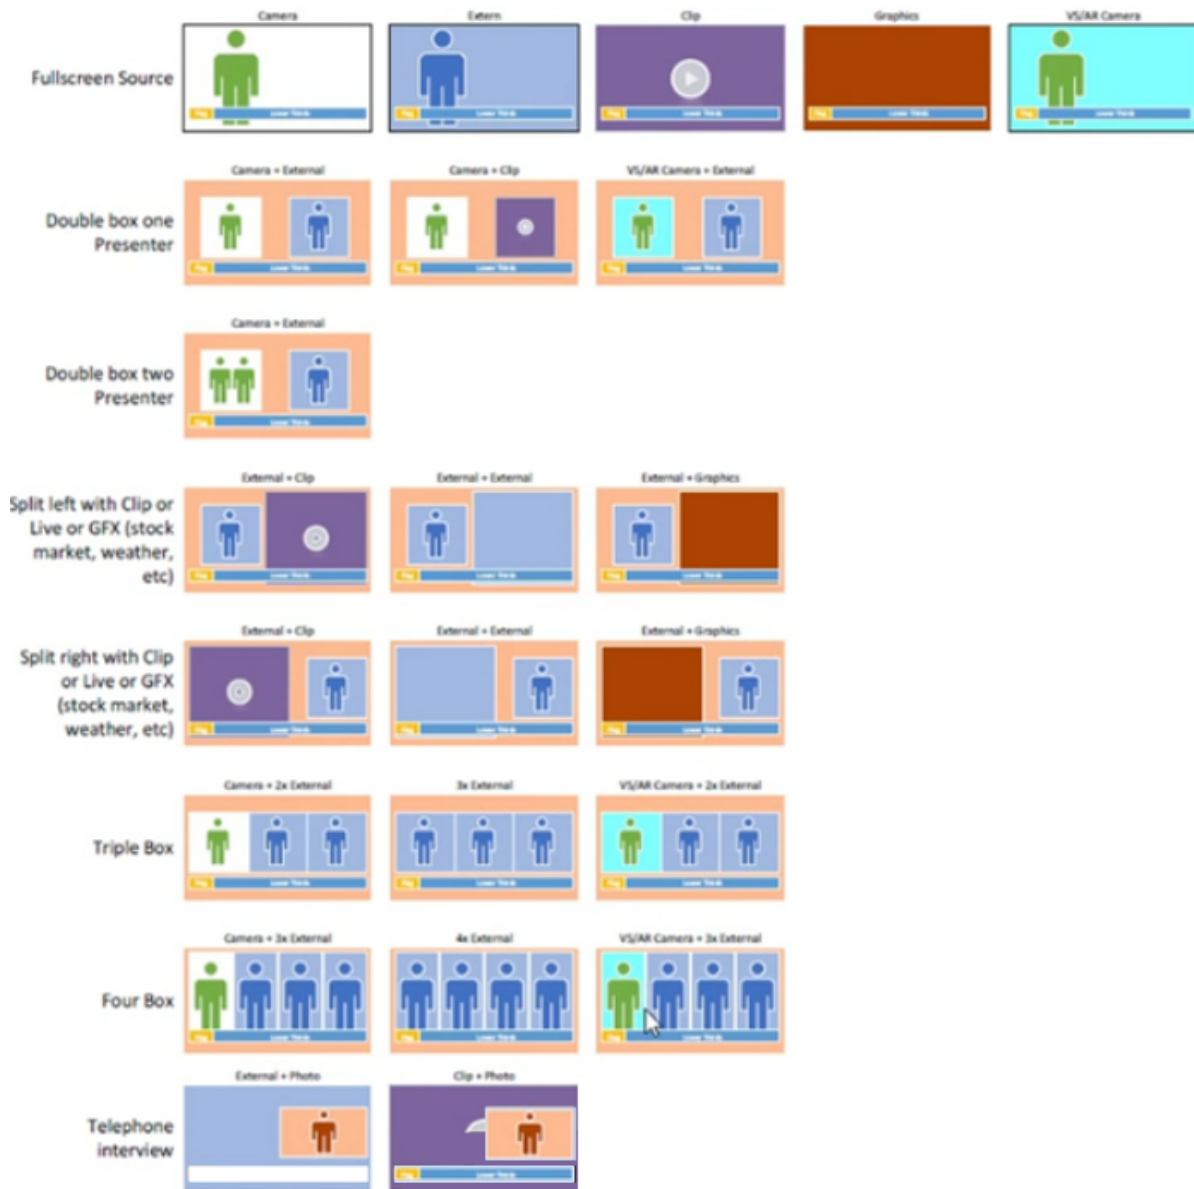 Camera
Extern
Clip
Graphics
VS/AR Camera
Fullscreen Source
Camera + External
Camera + Clip
VS/AR Camera + External
Double box one
Presenter
Camera + External
Double box two
Presenter
External + Clip
External + External
External + Graphics
Split left with Clip or
Live or GFX (stock
market, weather,
etc)
External + Clip
External + External
External + Graphics
Split right with Clip
or Live or GFX
(stock market,
weather, etc)
Camera + 2x External
3x External
VS/AR Camera + 2x External
Triple Box
Camera + 3x External
4x External
VS/AR Camera + 3x External
Four Box
External + Photo
Clip + Photo
Telephone
interview